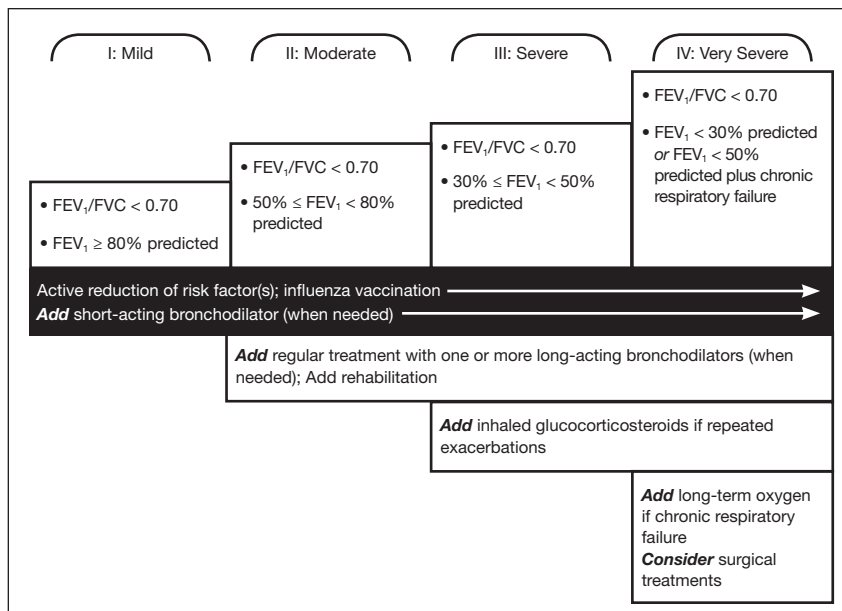 I: Mild
II: Moderate
III: Severe
IV: Very Severe
• FEV₁/FVC < 0.70
• FEV₁ ≥ 80% predicted
• FEV₁/FVC < 0.70
• 50% ≤ FEV₁ < 80%
predicted
• FEV₁/FVC < 0.70
• 30% ≤ FEV₁ < 50%
predicted
• FEV₁/FVC < 0.70
• FEV₁ < 30% predicted
or FEV₁ < 50%
predicted plus chronic
respiratory failure
Active reduction of risk factor(s); influenza vaccination
Add short-acting bronchodilator (when needed)
Add regular treatment with one or more long-acting bronchodilators (when
needed); Add rehabilitation
Add inhaled glucocorticosteroids if repeated
exacerbations
Add long-term oxygen
if chronic respiratory
failure
Consider surgical
treatments